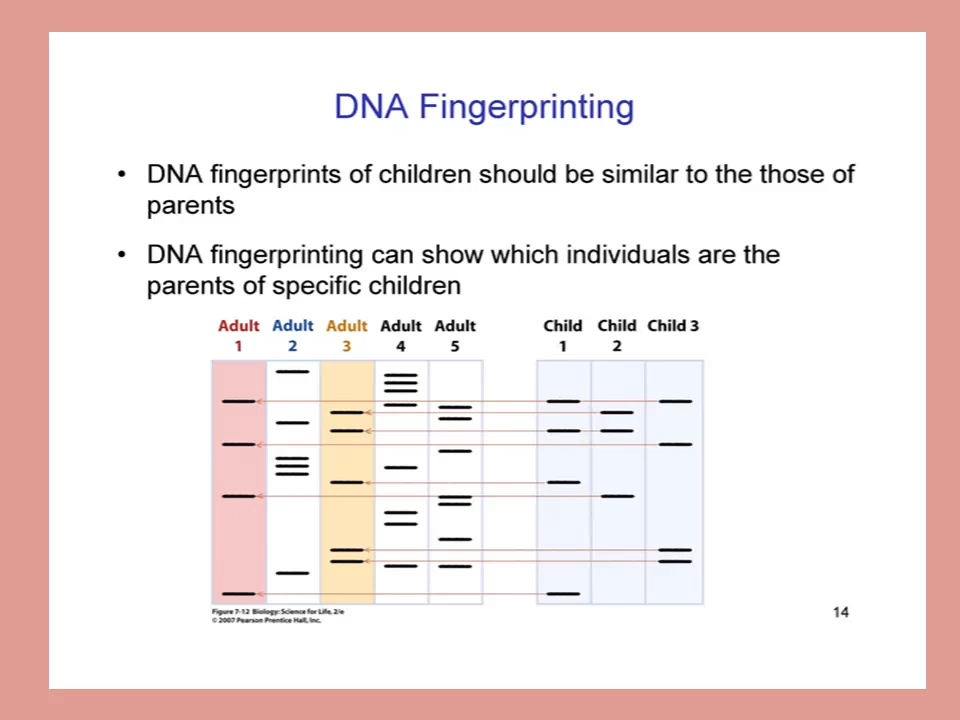 DNA Fingerprinting
• DNA fingerprints of children should be similar to the those of
parents
• DNA fingerprinting can show which individuals are the
parents of specific children
Adult Adult Adult Adult Adult Child Child Child 3
1 2 3 4 5 1 2
Figure 7-12 Biology: Science for Life, 2/e
© 2007 Pearson Prentice Hall, Inc.
14